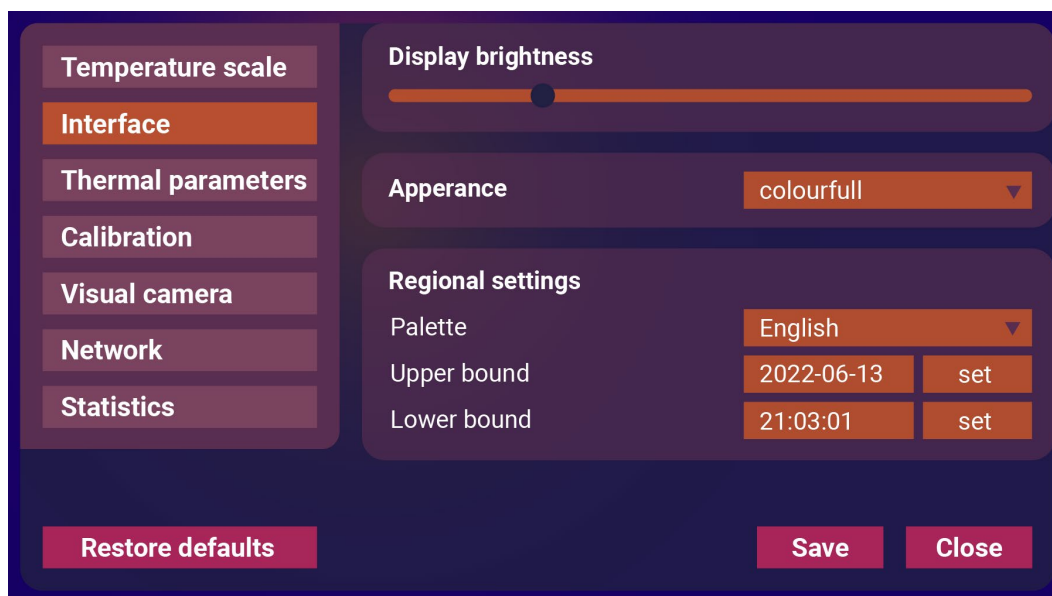 Temperature scale
Interface
Thermal parameters
Calibration
Visual camera
Network
Statistics
Display brightness
Apperance colourfull
Regional settings
Palette English
Upper bound 2022-06-13 set
Lower bound 21:03:01 set
Restore defaults Save Close